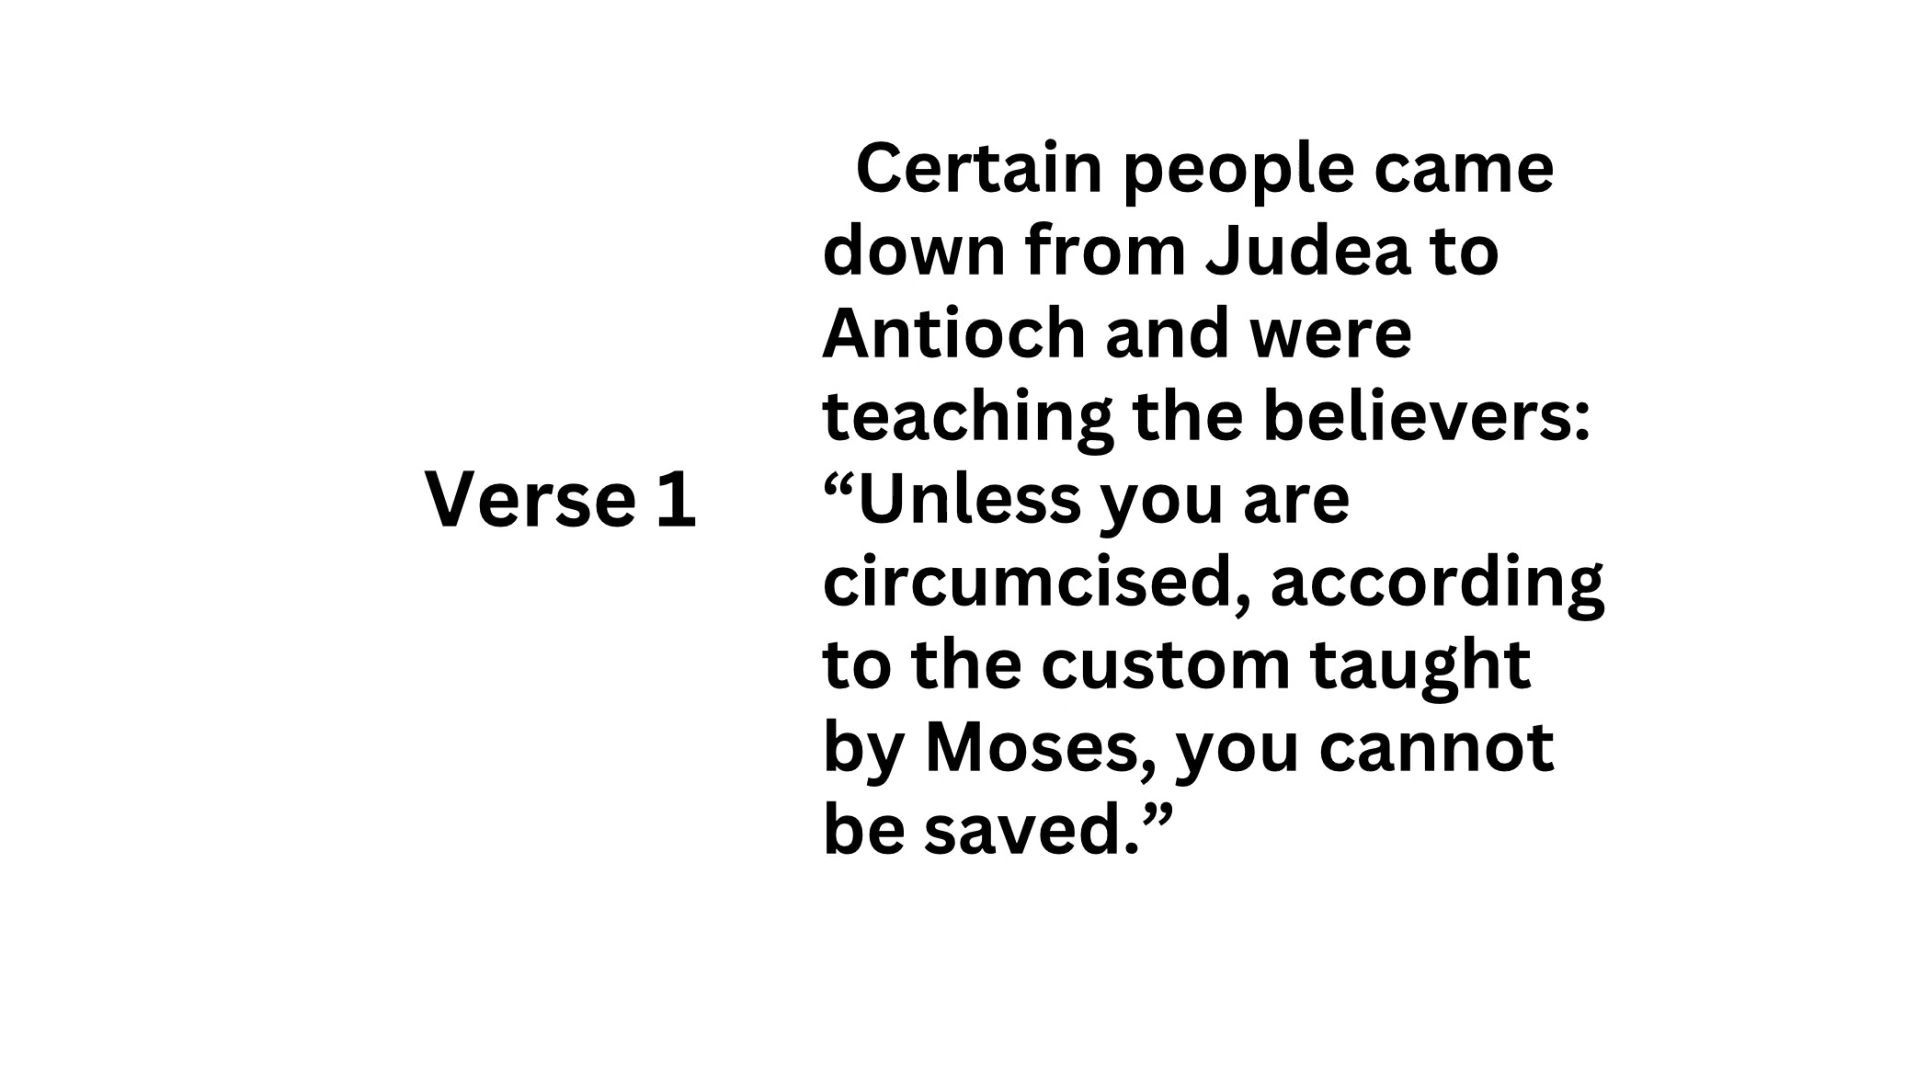 Verse 1
Certain people came
down from Judea to
Antioch and were
teaching the believers:
“Unless you are
circumcised, according
to the custom taught
by Moses, you cannot
be saved.”